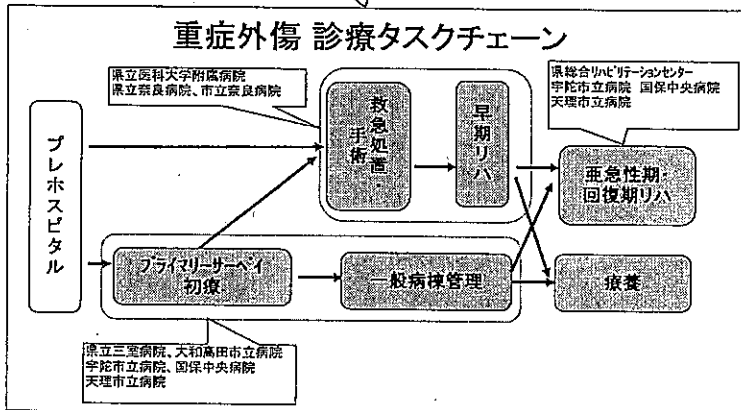 重症外傷 診療タスクチェーン
県立医科大学附属病院
県立奈良病院、市立奈良病院
県総合リハビリテーションセンター
宇陀市立病院 国保中央病院
天理市立病院
プレホスピタル
救急処置・
手術
早期リハ
亜急性期・
回復期リハ
プライマリーサーベイ
初療
一般病棟管理
療養
県立三室病院、大和高田市立病院
宇陀市立病院、国保中央病院
天理市立病院